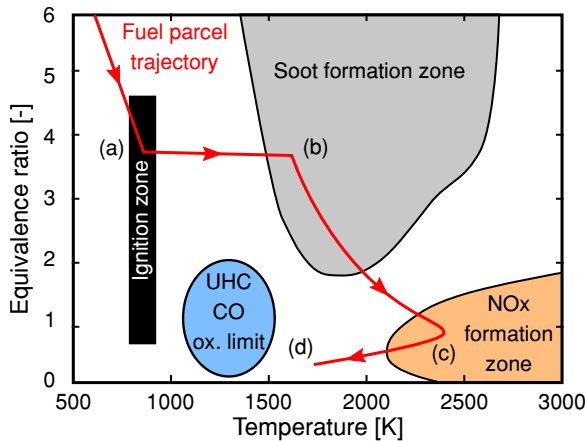 Fuel parcel
trajectory
Soot formation zone
(a)
(b)
Ignition zone
UHC
CO
ox. limit
(d)
(c)
NOx
formation
zone
Equivalence ratio [-]
6
5
4
3
2
1
0
500
1000
1500
2000
2500
3000
Temperature [K]